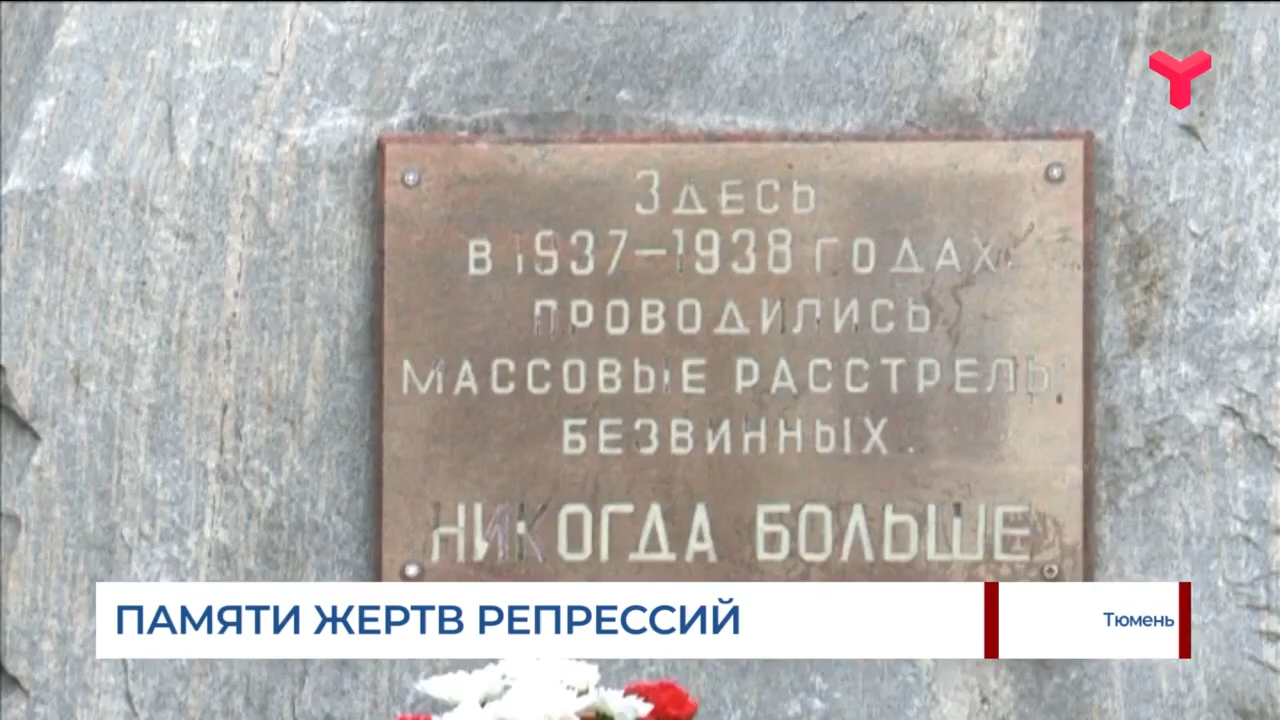 Здесь
в 1937-1938 годах
проводились
массовые расстрелы
безвинных..
НИКОГДА БОЛЬШЕ
ПАМЯТИ ЖЕРТВ РЕПРЕССИЙ
Тюмень